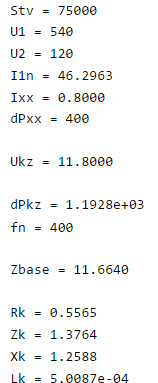 Stv = 75000
U1 = 540
U2 = 120
I1n = 46.2963
Ixx = 0.8000
dPxx = 400
Ukz = 11.8000
dPkz = 1.1928e+03
fn = 400
Zbase = 11.6640
Rk = 0.5565
Zk = 1.3764
Xk = 1.2588
Lk = 5.0087e-04